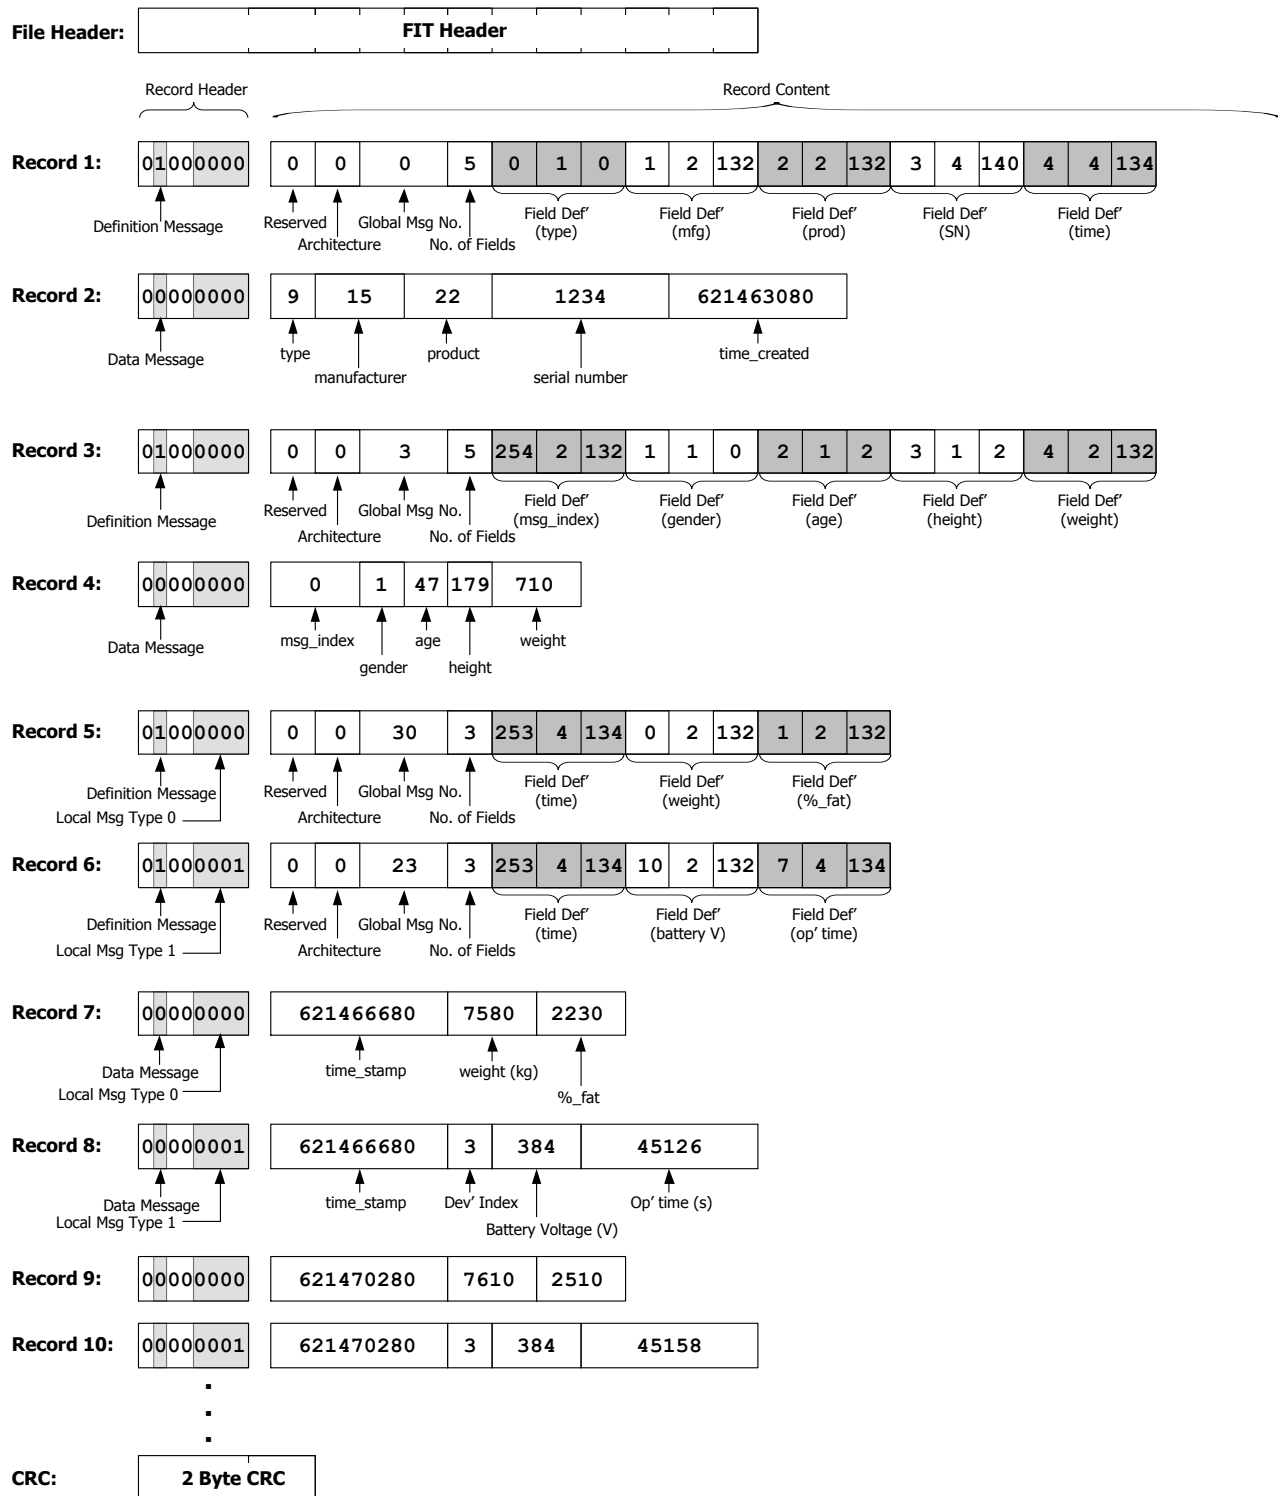 File Header: FIT Header
Record Header Record Content
Record 1: 01000000 0 0 0 5 0 1 0 1 2 132 2 2 132 3 4 140 4 4 134
Definition Message Reserved Architecture Global Msg No. No. of Fields Field Def’ (type) Field Def’ (mfg) Field Def’ (prod) Field Def’ (SN) Field Def’ (time)
Record 2: 00000000 9 15 22 1234 621463080
Data Message type manufacturer product serial number time_created
Record 3: 01000000 0 0 3 5 254 2 132 1 1 0 2 1 2 3 1 2 4 2 132
Definition Message Reserved Architecture Global Msg No. No. of Fields Field Def’ (msg_index) Field Def’ (gender) Field Def’ (age) Field Def’ (height) Field Def’ (weight)
Record 4: 00000000 0 1 47 179 710
Data Message msg_index gender age height weight
Record 5: 01000000 0 0 30 3 253 4 134 0 2 132 1 2 132
Definition Message Local Msg Type 0 Reserved Architecture Global Msg No. No. of Fields Field Def’ (time) Field Def’ (weight) Field Def’ (%_fat)
Record 6: 01000001 0 0 23 3 253 4 134 10 2 132 7 4 134
Definition Message Local Msg Type 1 Reserved Architecture Global Msg No. No. of Fields Field Def’ (time) Field Def’ (battery V) Field Def’ (op’ time)
Record 7: 00000000 621466680 7580 2230
Data Message Local Msg Type 0 time_stamp weight (kg) %_fat
Record 8: 00000001 621466680 3 384 45126
Data Message Local Msg Type 1 time_stamp Dev’ Index Battery Voltage (V) Op’ time (s)
Record 9: 00000000 621470280 7610 2510
Record 10: 00000001 621470280 3 384 45158
CRC: 2 Byte CRC